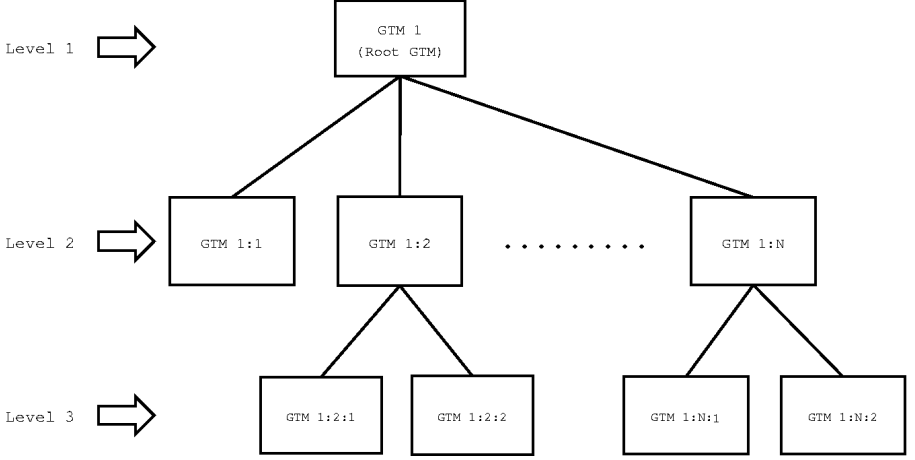 GTM 1
(Root GTM)
Level 1
Level 2
GTM 1:1
GTM 1:2
.........
GTM 1:N
Level 3
GTM 1:2:1
GTM 1:2:2
GTM 1:N:1
GTM 1:N:2